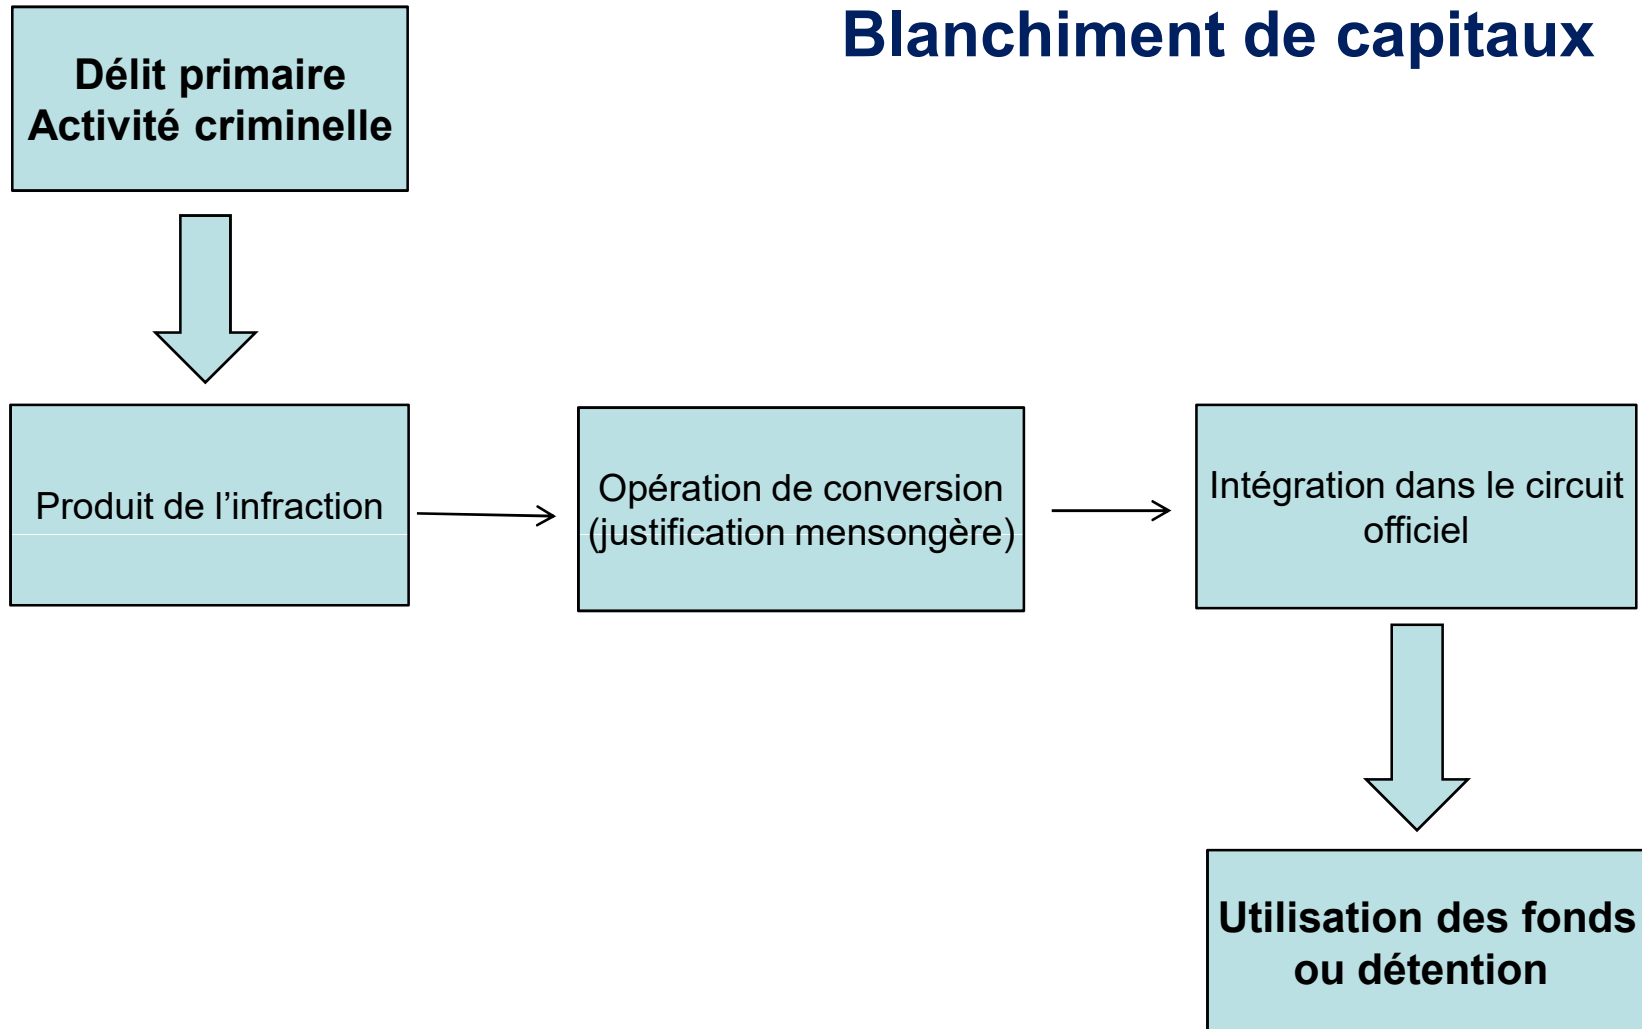 Blanchiment de capitaux
Délit primaire
Activité criminelle
Produit de l’infraction
Opération de conversion
(justification mensongère)
Intégration dans le circuit
officiel
Utilisation des fonds
ou détention